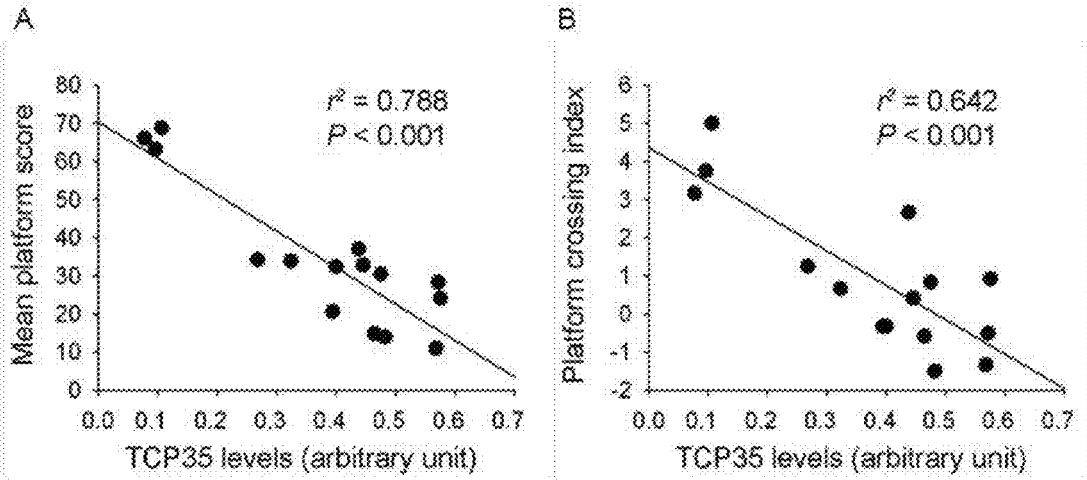 A
Mean platform score
80
70
60
50
40
30
20
10
0
r² = 0.788
P < 0.001
0.0 0.1 0.2 0.3 0.4 0.5 0.6 0.7
TCP35 levels (arbitrary unit)
B
Platform crossing index
6
5
4
3
2
1
0
-1
-2
r² = 0.642
P < 0.001
0.0 0.1 0.2 0.3 0.4 0.5 0.6 0.7
TCP35 levels (arbitrary unit)